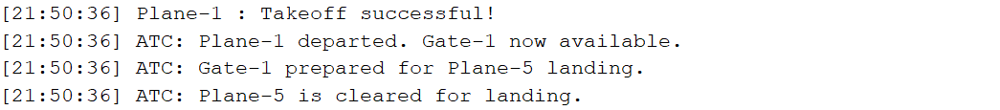 [21:50:36] Plane-1 : Takeoff successful!
[21:50:36] ATC: Plane-1 departed. Gate-1 now available.
[21:50:36] ATC: Gate-1 prepared for Plane-5 landing.
[21:50:36] ATC: Plane-5 is cleared for landing.